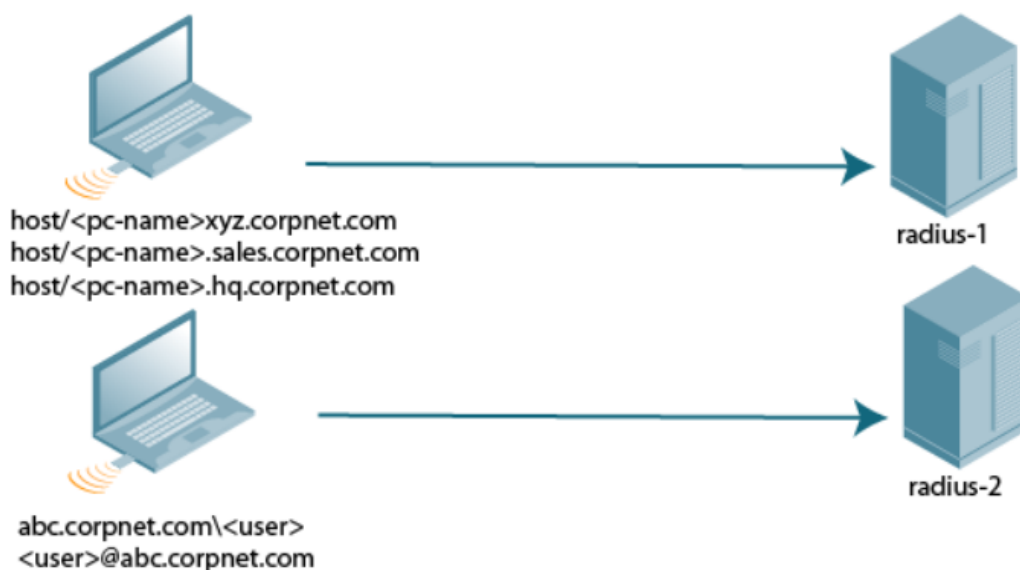 host/<pc-name>xyz.corpnet.com
host/<pc-name>.sales.corpnet.com
host/<pc-name>.hq.corpnet.com
radius-1
abc.corpnet.com\<user>
<user>@abc.corpnet.com
radius-2